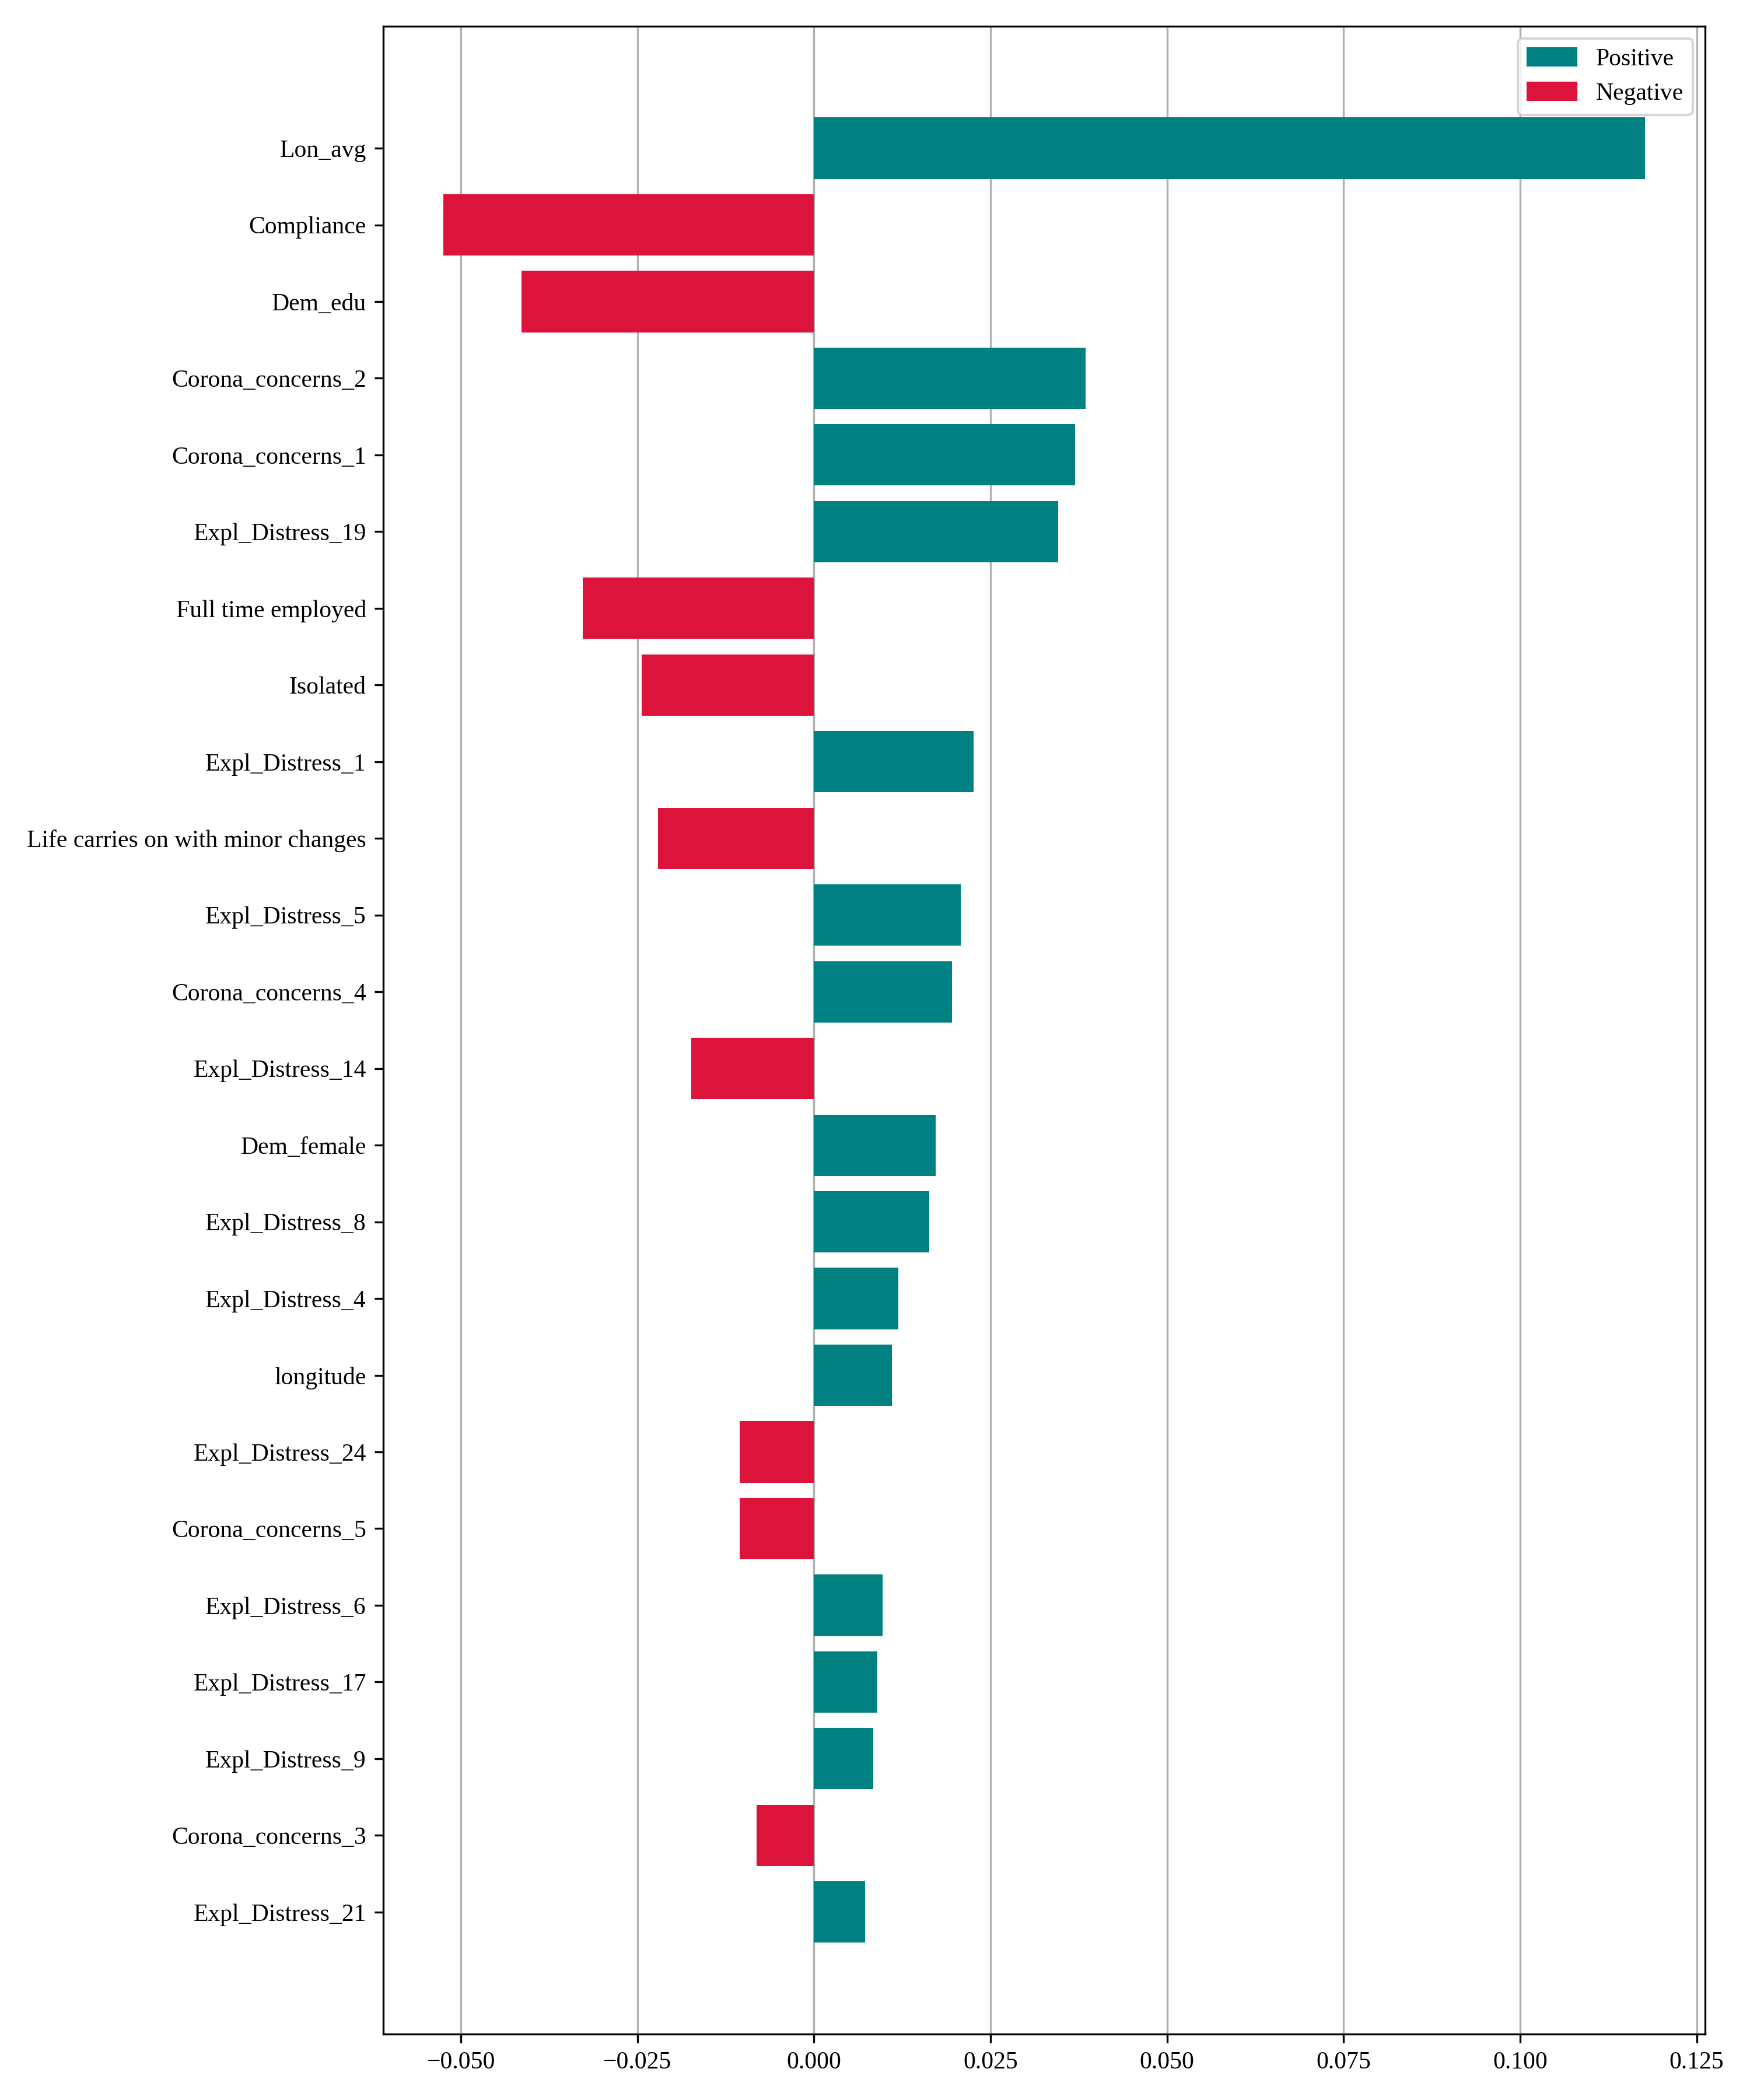 Positive
Negative
Lon_avg
Compliance
Dem_edu
Corona_concerns_2
Corona_concerns_1
Expl_Distress_19
Full time employed
Isolated
Expl_Distress_1
Life carries on with minor changes
Expl_Distress_5
Corona_concerns_4
Expl_Distress_14
Dem_female
Expl_Distress_8
Expl_Distress_4
longitude
Expl_Distress_24
Corona_concerns_5
Expl_Distress_6
Expl_Distress_17
Expl_Distress_9
Corona_concerns_3
Expl_Distress_21
−0.050 −0.025 0.000 0.025 0.050 0.075 0.100 0.125